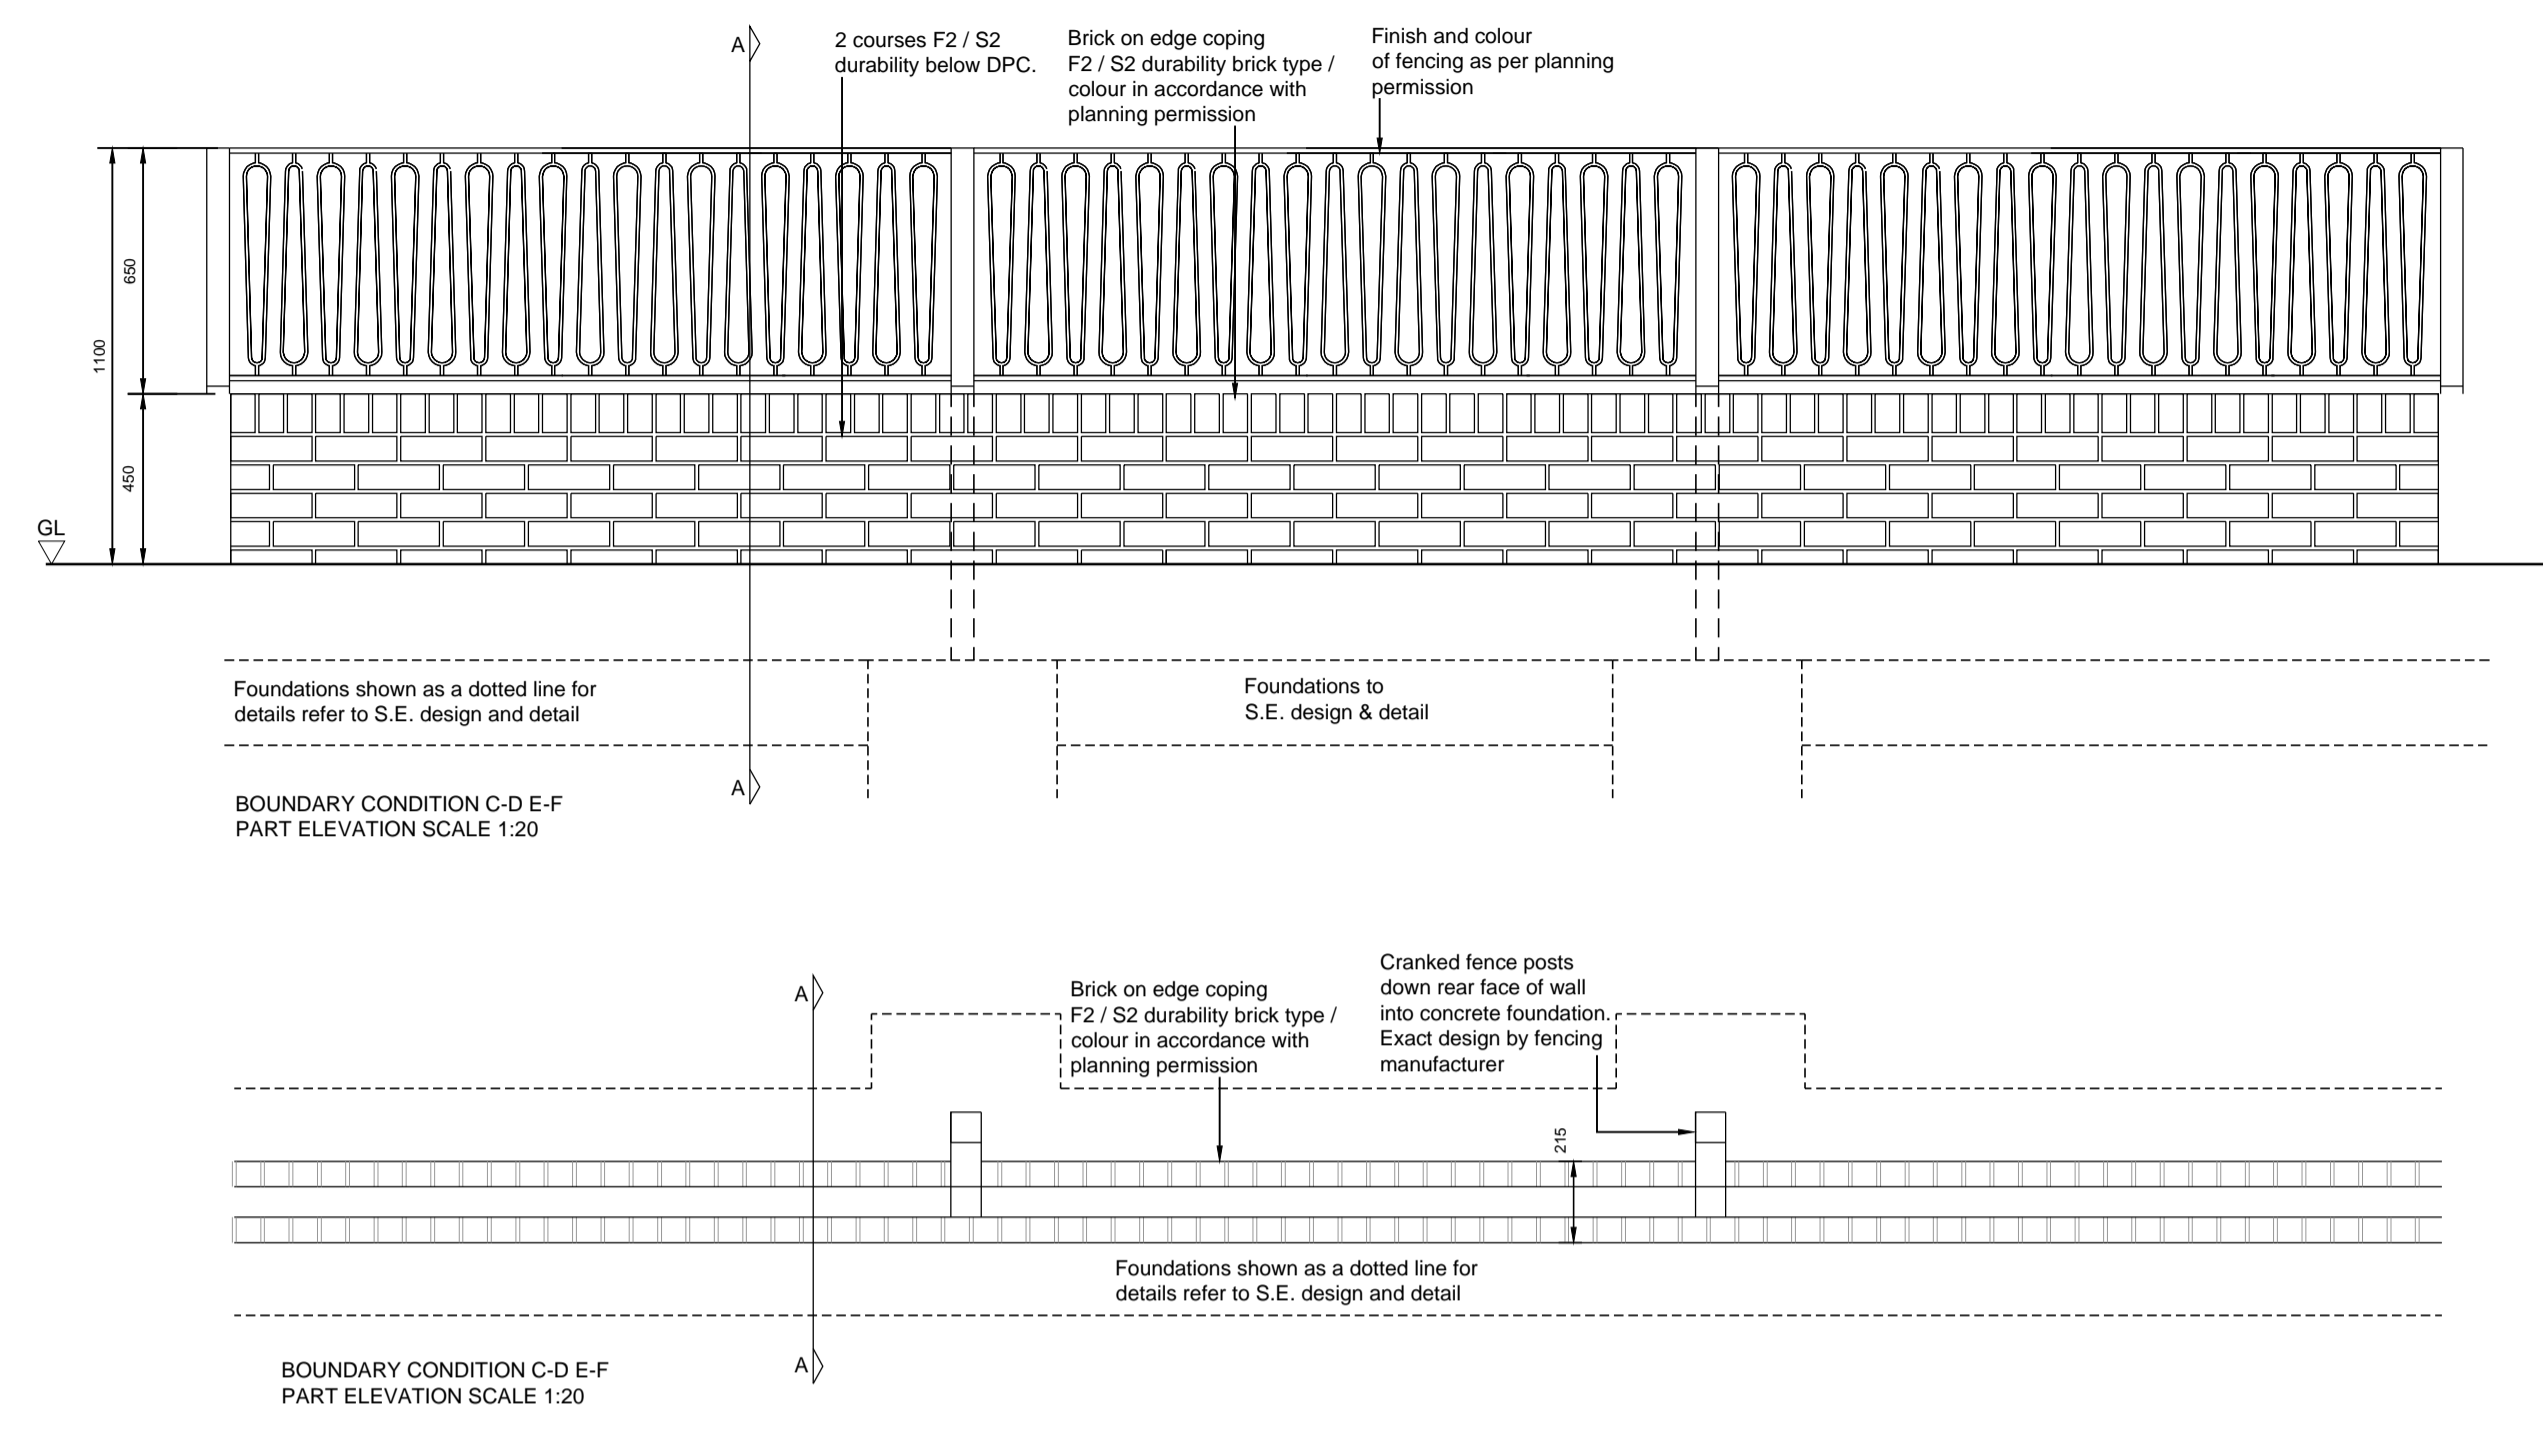 A
2 courses F2 / S2
durability below DPC.
Brick on edge coping
F2 / S2 durability brick type /
colour in accordance with
planning permission
Finish and colour
of fencing as per planning
permission
650
1100
450
GL
Foundations shown as a dotted line for
details refer to S.E. design and detail
Foundations to
S.E. design & detail
A
BOUNDARY CONDITION C-D E-F
PART ELEVATION SCALE 1:20
A
Brick on edge coping
F2 / S2 durability brick type /
colour in accordance with
planning permission
Cranked fence posts
down rear face of wall
into concrete foundation.
Exact design by fencing
manufacturer
215
Foundations shown as a dotted line for
details refer to S.E. design and detail
A
BOUNDARY CONDITION C-D E-F
PART ELEVATION SCALE 1:20